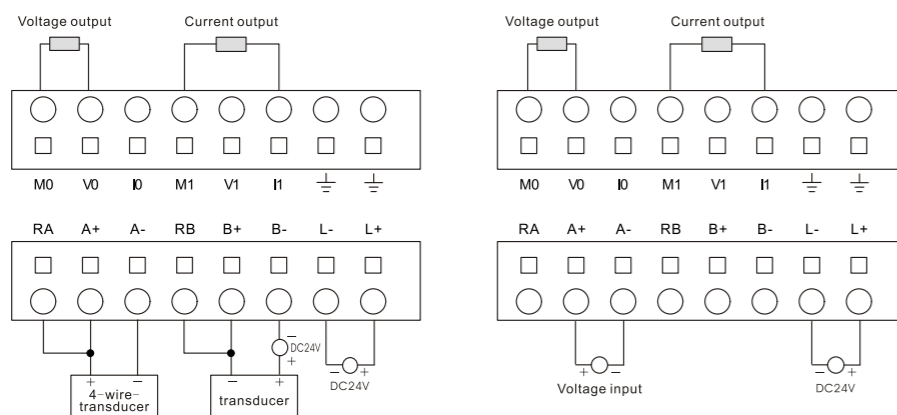 Voltage output Current output Voltage output Current output
M0 V0 I0 M1 V1 I1 M0 V0 I0 M1 V1 I1
RA A+ A- RB B+ B- L- L+ RA A+ A- RB B+ B- L- L+
- DC24V +
+ - - + - + DC24V + - Voltage input - + DC24V
4-wire-
transducer transducer